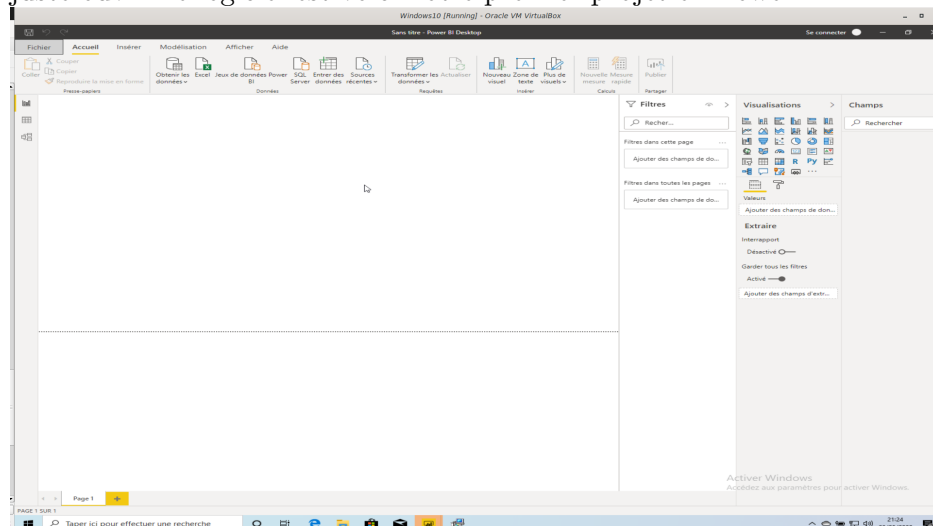 Windows10 [Running] - Oracle VM VirtualBox
Sans titre - Power BI Desktop
Se connecter
Fichier Accueil Insérer Modélisation Afficher Aide
Coller
Couper
Copier
Reproduire la mise en forme
Presse-papiers
Obtenir les données
Excel
Jeux de données Power BI
SQL Server
Entrer des données
Sources récentes
Données
Transformer les données
Actualiser
Requêtes
Nouveau visuel
Zone de texte
Plus de visuels
Insérer
Nouvelle mesure
Mesure rapide
Calculs
Publier
Partager
Filtres
Recher...
Filtres dans cette page
Ajouter des champs de do...
Filtres dans toutes les pages
Ajouter des champs de do...
Visualisations
R Py
Valeurs
Ajouter des champs de don...
Extraire
Interrapport
Désactivé
Garder tous les filtres
Activé
Ajouter des champs d'extr...
Champs
Rechercher
Activer Windows
Accédez aux paramètres pour activer Windows.
Page 1
PAGE 1 SUR 1
Taper ici pour effectuer une recherche
21:24